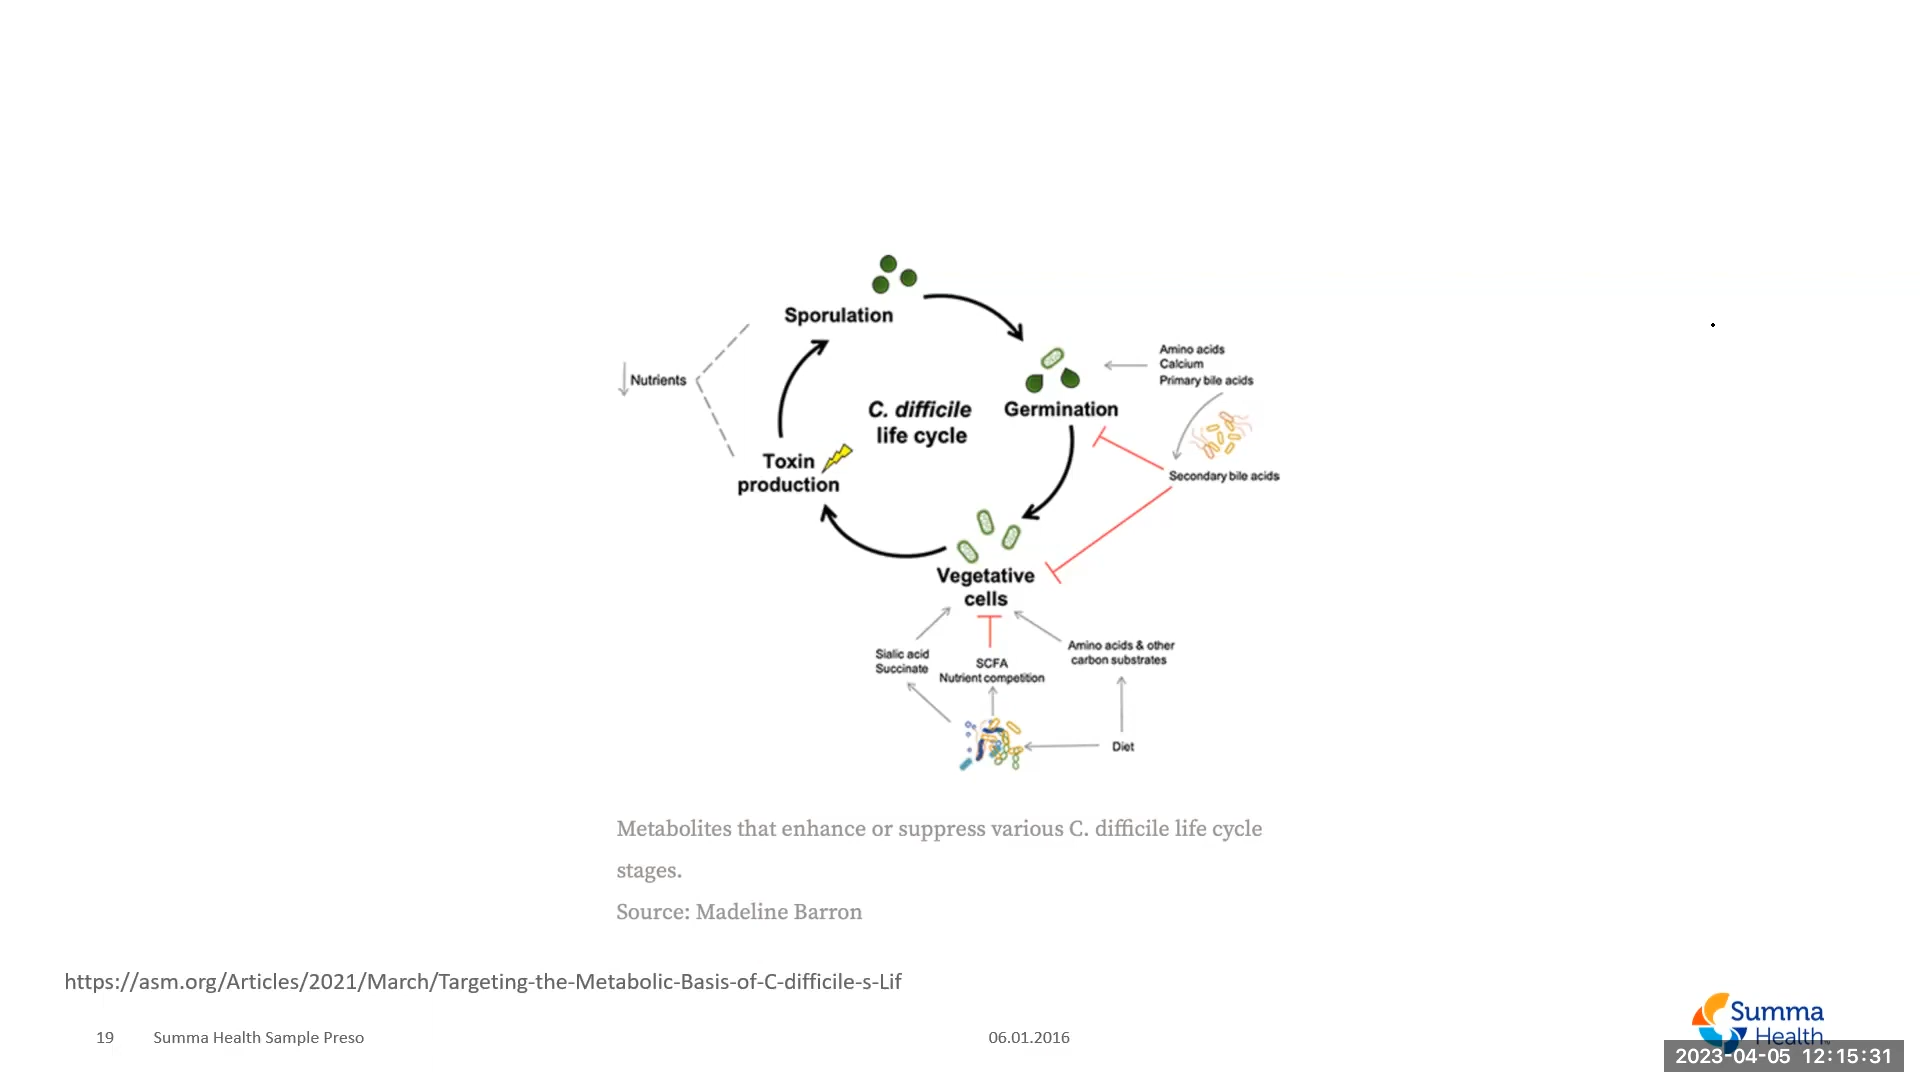 Sporulation
Nutrients
C. difficile
life cycle
Germination
Amino acids
Calcium
Primary bile acids
Secondary bile acids
Toxin
production
Vegetative
cells
Sialic acid
Succinate
SCFA
Nutrient competition
Amino acids & other
carbon substrates
Diet
Metabolites that enhance or suppress various C. difficile life cycle
stages.
Source: Madeline Barron
https://asm.org/Articles/2021/March/Targeting-the-Metabolic-Basis-of-C-difficile-s-Lif
19 Summa Health Sample Preso 06.01.2016
Summa
Health
2023-04-05 12:15:31